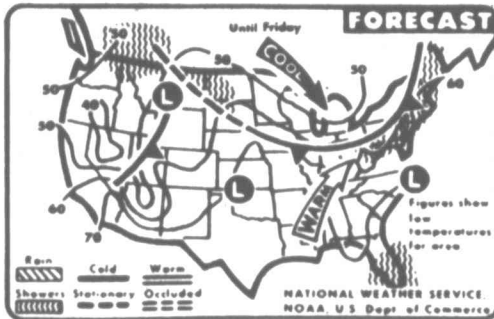 FORECAST
Until Friday
30
50
50
60
COOL
50
40
50
L
L
L
WARM
60
70
Figures show
low
temperatures
for area
Rain
Cold
Warm
Showers
Stationary
Occluded
NATIONAL WEATHER SERVICE,
NOAA, U.S. Dept. of Commerce